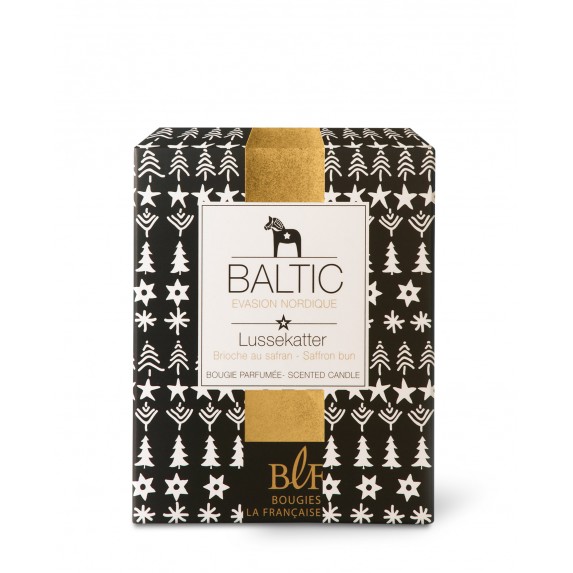 BALTIC
EVASION NORDIQUE
Lussekatter
Brioche au safran - Saffron bun
BOUGIE PARFUMÉE- SCENTED CANDLE
BLF
BOUGIES
LA FRANÇAISE